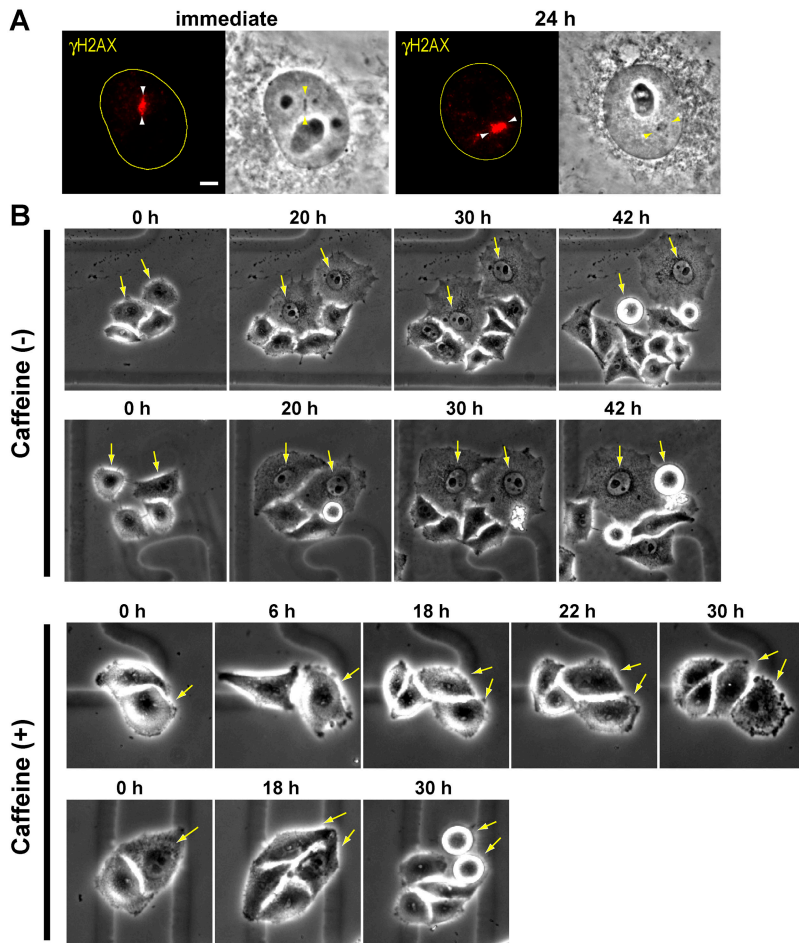 A
immediate
24 h
γH2AX
γH2AX
B
0 h
20 h
30 h
42 h
Caffeine (-)
0 h
20 h
30 h
42 h
0 h
6 h
18 h
22 h
30 h
Caffeine (+)
0 h
18 h
30 h